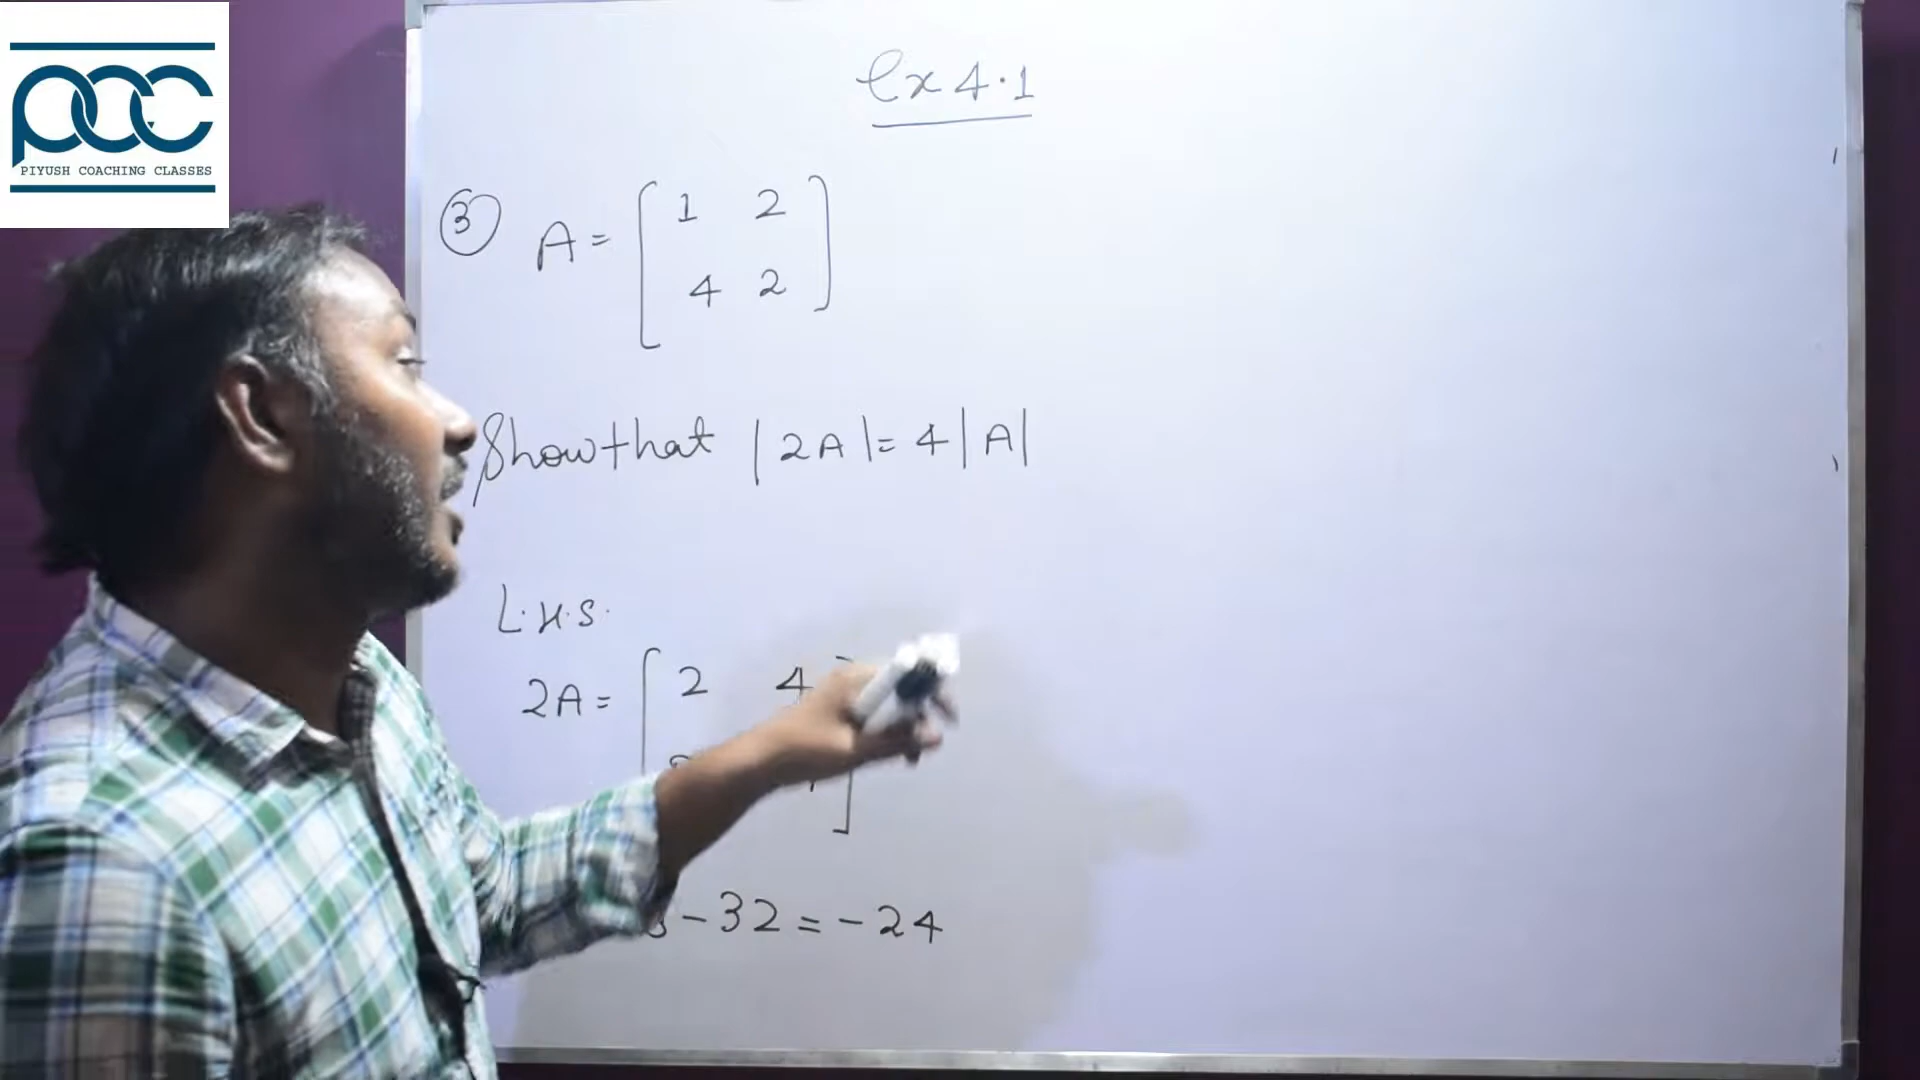 PCC
PIYUSH COACHING CLASSES
Ex 4.1
③ A = [ 1 2
4 2 ]
Show that |2A| = 4|A|
L.H.S.
2A = [ 2 4
]
- 32 = - 24